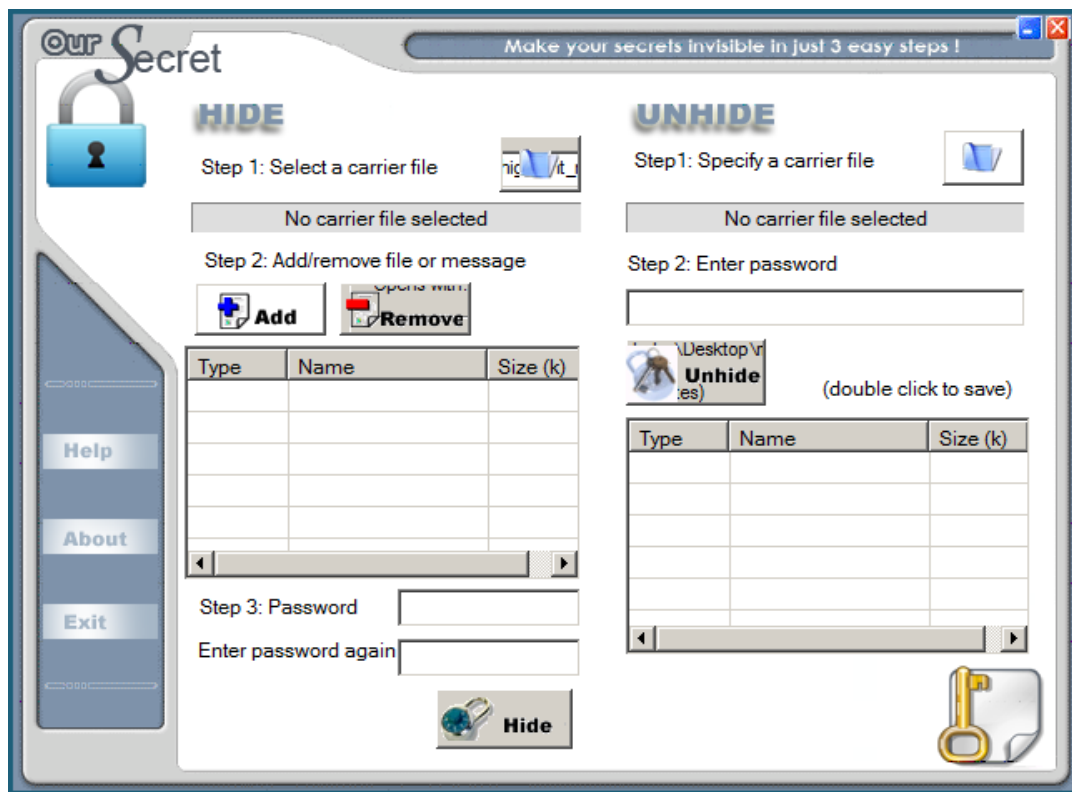 Our Secret
Make your secrets invisible in just 3 easy steps !
HIDE
Step 1: Select a carrier file
No carrier file selected
Step 2: Add/remove file or message
Add
Remove
Type Name Size (k)
Step 3: Password
Enter password again
Hide
UNHIDE
Step1: Specify a carrier file
No carrier file selected
Step 2: Enter password
\Desktop\r
Unhide
(double click to save)
Type Name Size (k)
Help
About
Exit